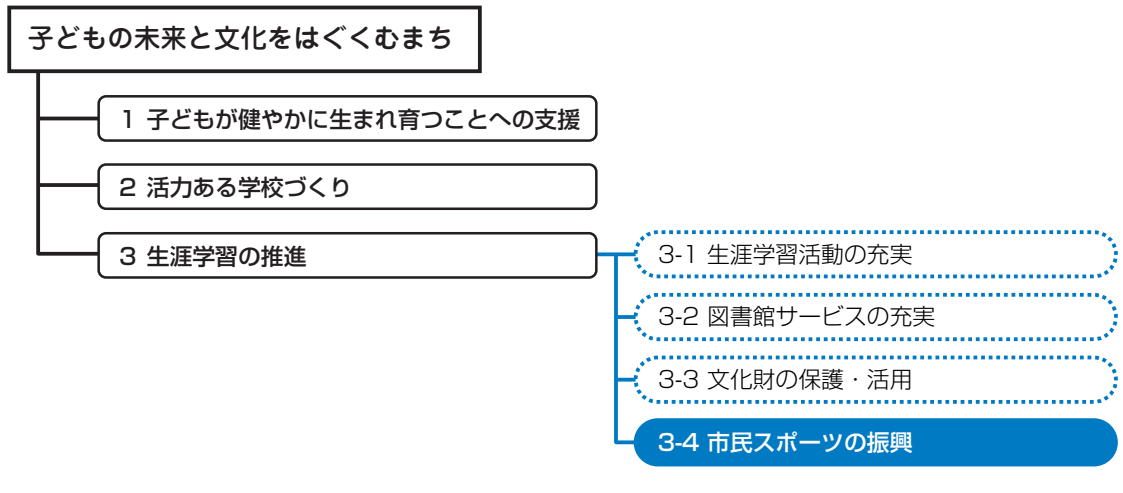 子どもの未来と文化をはぐくむまち
1 子どもが健やかに生まれ育つことへの支援
2 活力ある学校づくり
3 生涯学習の推進
3-1 生涯学習活動の充実
3-2 図書館サービスの充実
3-3 文化財の保護・活用
3-4 市民スポーツの振興